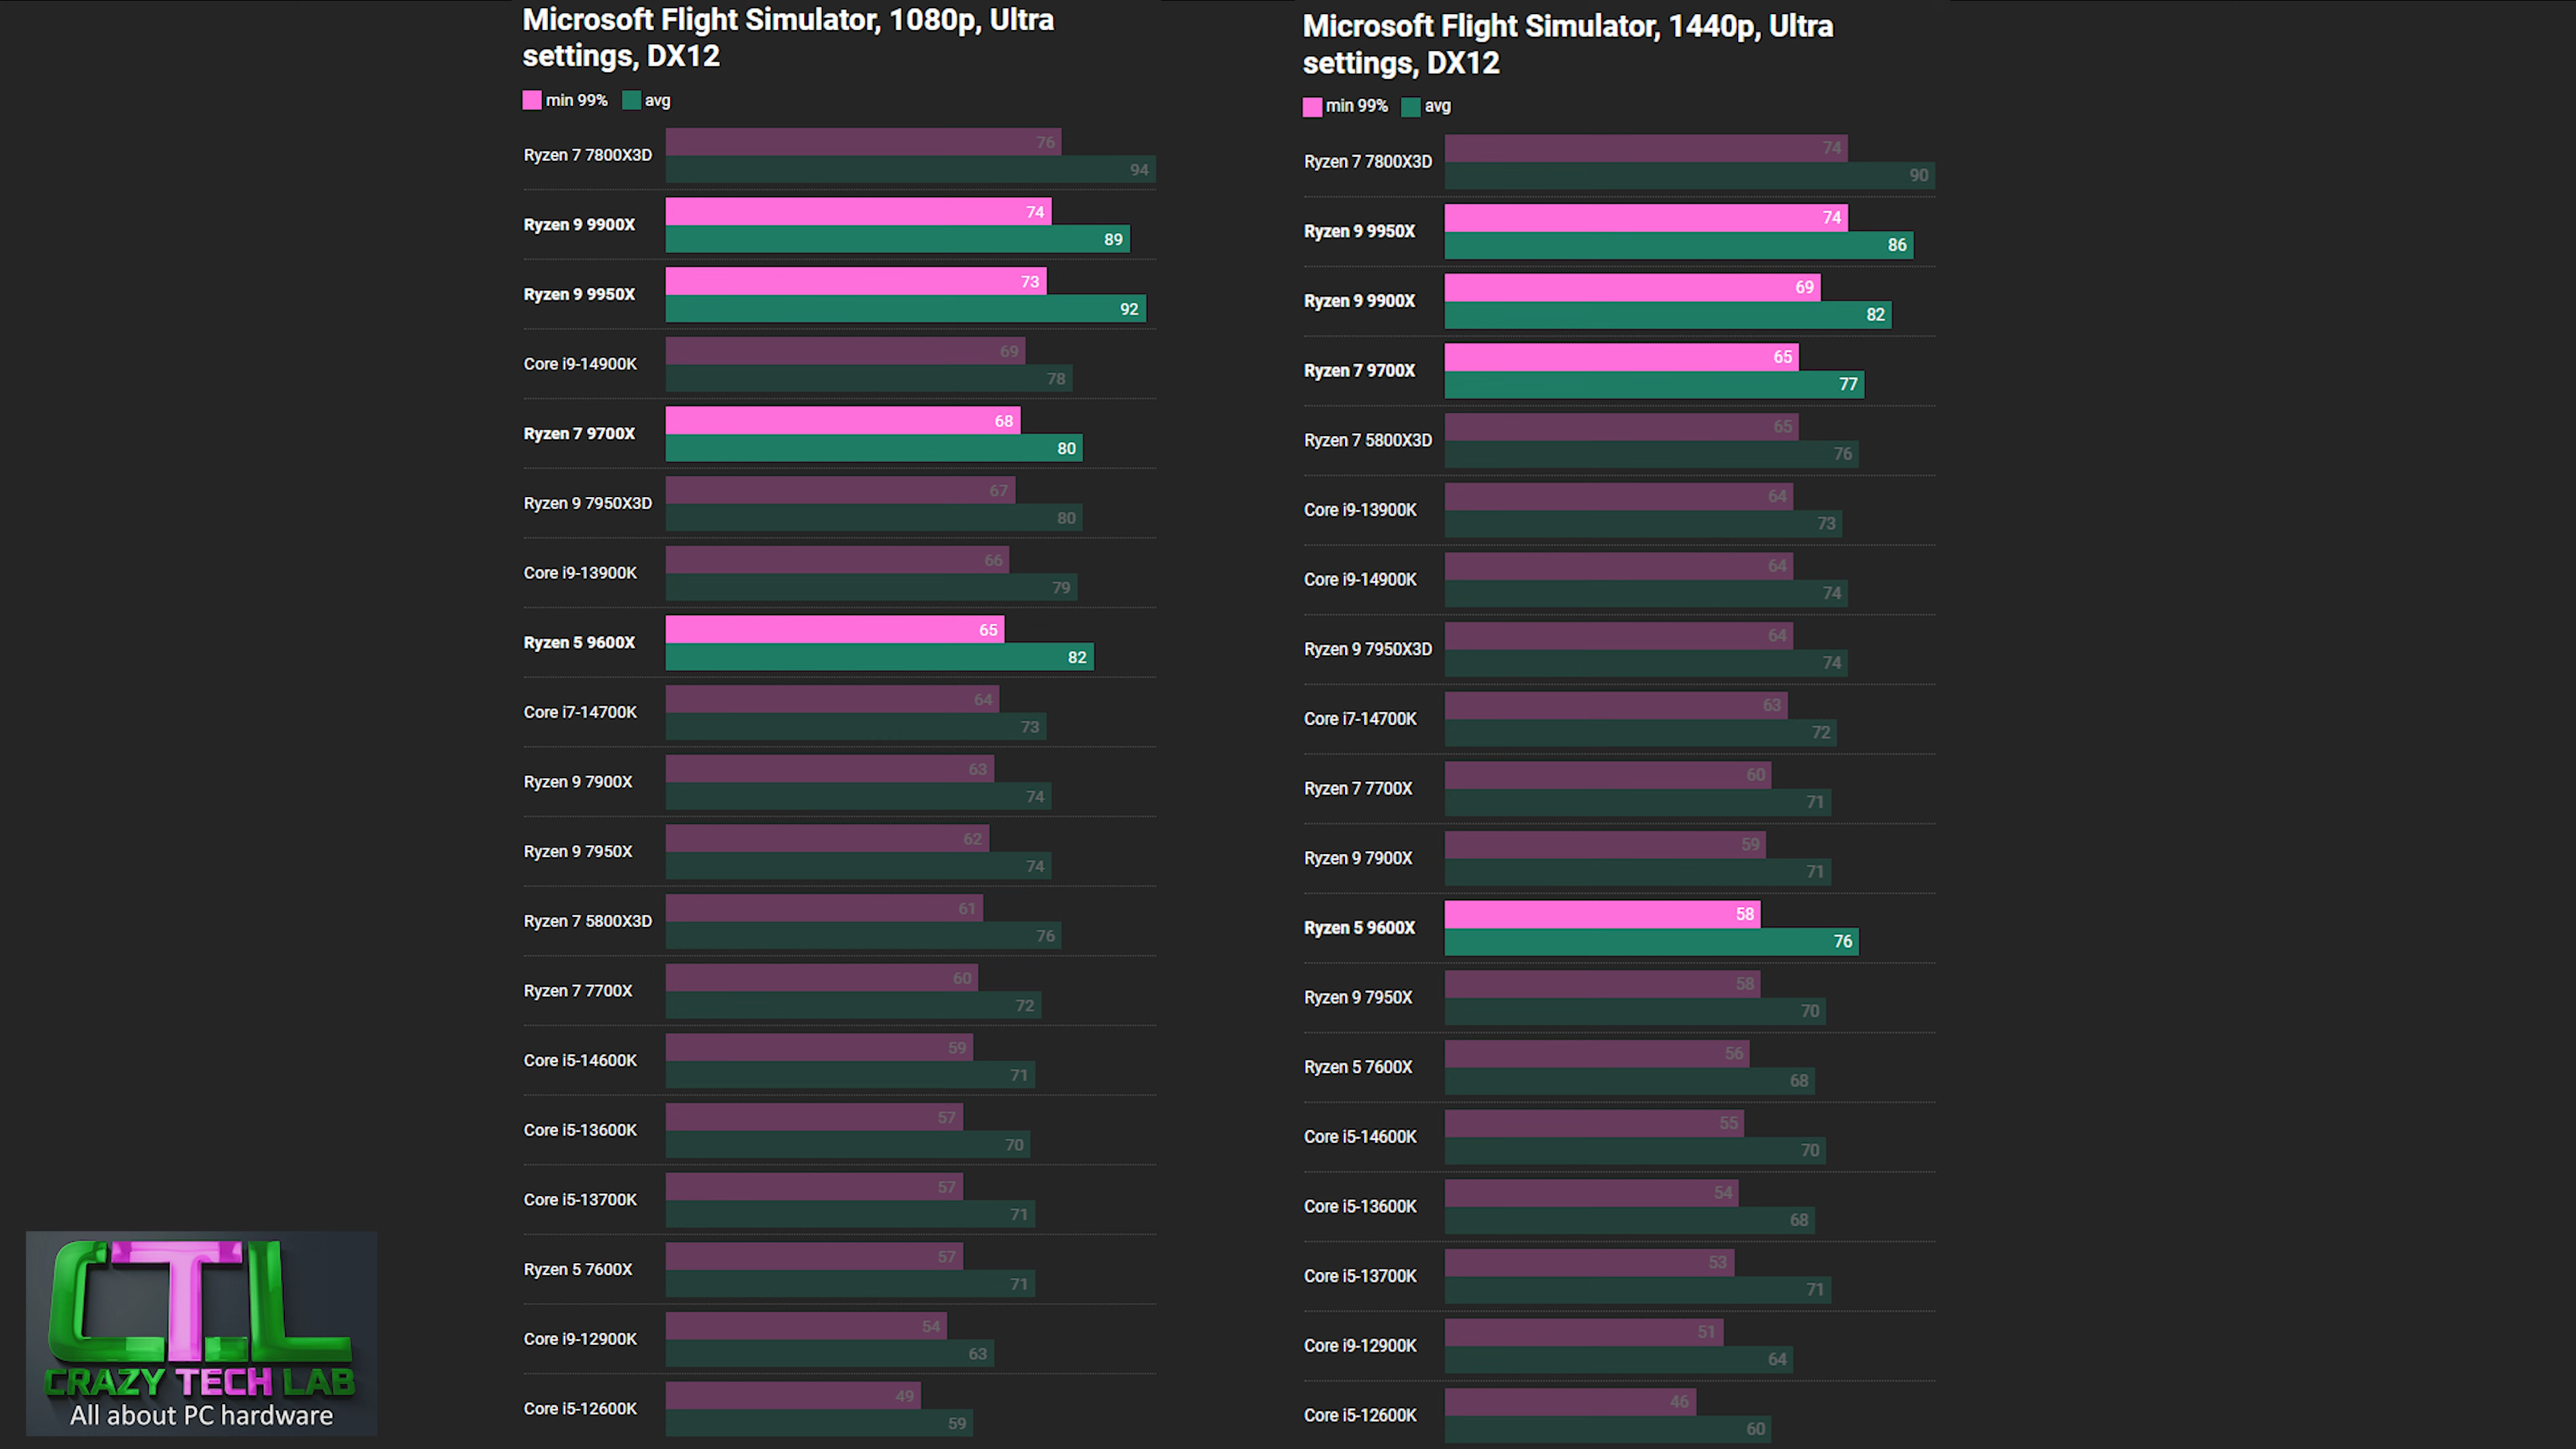 Microsoft Flight Simulator, 1080p, Ultra
settings, DX12
min 99% avg
Ryzen 7 7800X3D 76 94
Ryzen 9 9900X 74 89
Ryzen 9 9950X 73 92
Core i9-14900K 69 78
Ryzen 7 9700X 68 80
Ryzen 9 7950X3D 67 80
Core i9-13900K 66 79
Ryzen 5 9600X 65 82
Core i7-14700K 64 73
Ryzen 9 7900X 63 74
Ryzen 9 7950X 62 74
Ryzen 7 5800X3D 61 76
Ryzen 7 7700X 60 72
Core i5-14600K 59 71
Core i5-13600K 57 70
Core i5-13700K 57 71
Ryzen 5 7600X 57 71
Core i9-12900K 54 63
Core i5-12600K 49 59
Microsoft Flight Simulator, 1440p, Ultra
settings, DX12
min 99% avg
Ryzen 7 7800X3D 74 90
Ryzen 9 9950X 74 86
Ryzen 9 9900X 69 82
Ryzen 7 9700X 65 77
Ryzen 7 5800X3D 65 76
Core i9-13900K 64 73
Core i9-14900K 64 74
Ryzen 9 7950X3D 64 74
Core i7-14700K 63 72
Ryzen 7 7700X 60 71
Ryzen 9 7900X 59 71
Ryzen 5 9600X 58 76
Ryzen 9 7950X 58 70
Ryzen 5 7600X 56 68
Core i5-14600K 55 70
Core i5-13600K 54 68
Core i5-13700K 53 71
Core i9-12900K 51 64
Core i5-12600K 46 60
CTL
CRAZY TECH LAB
All about PC hardware